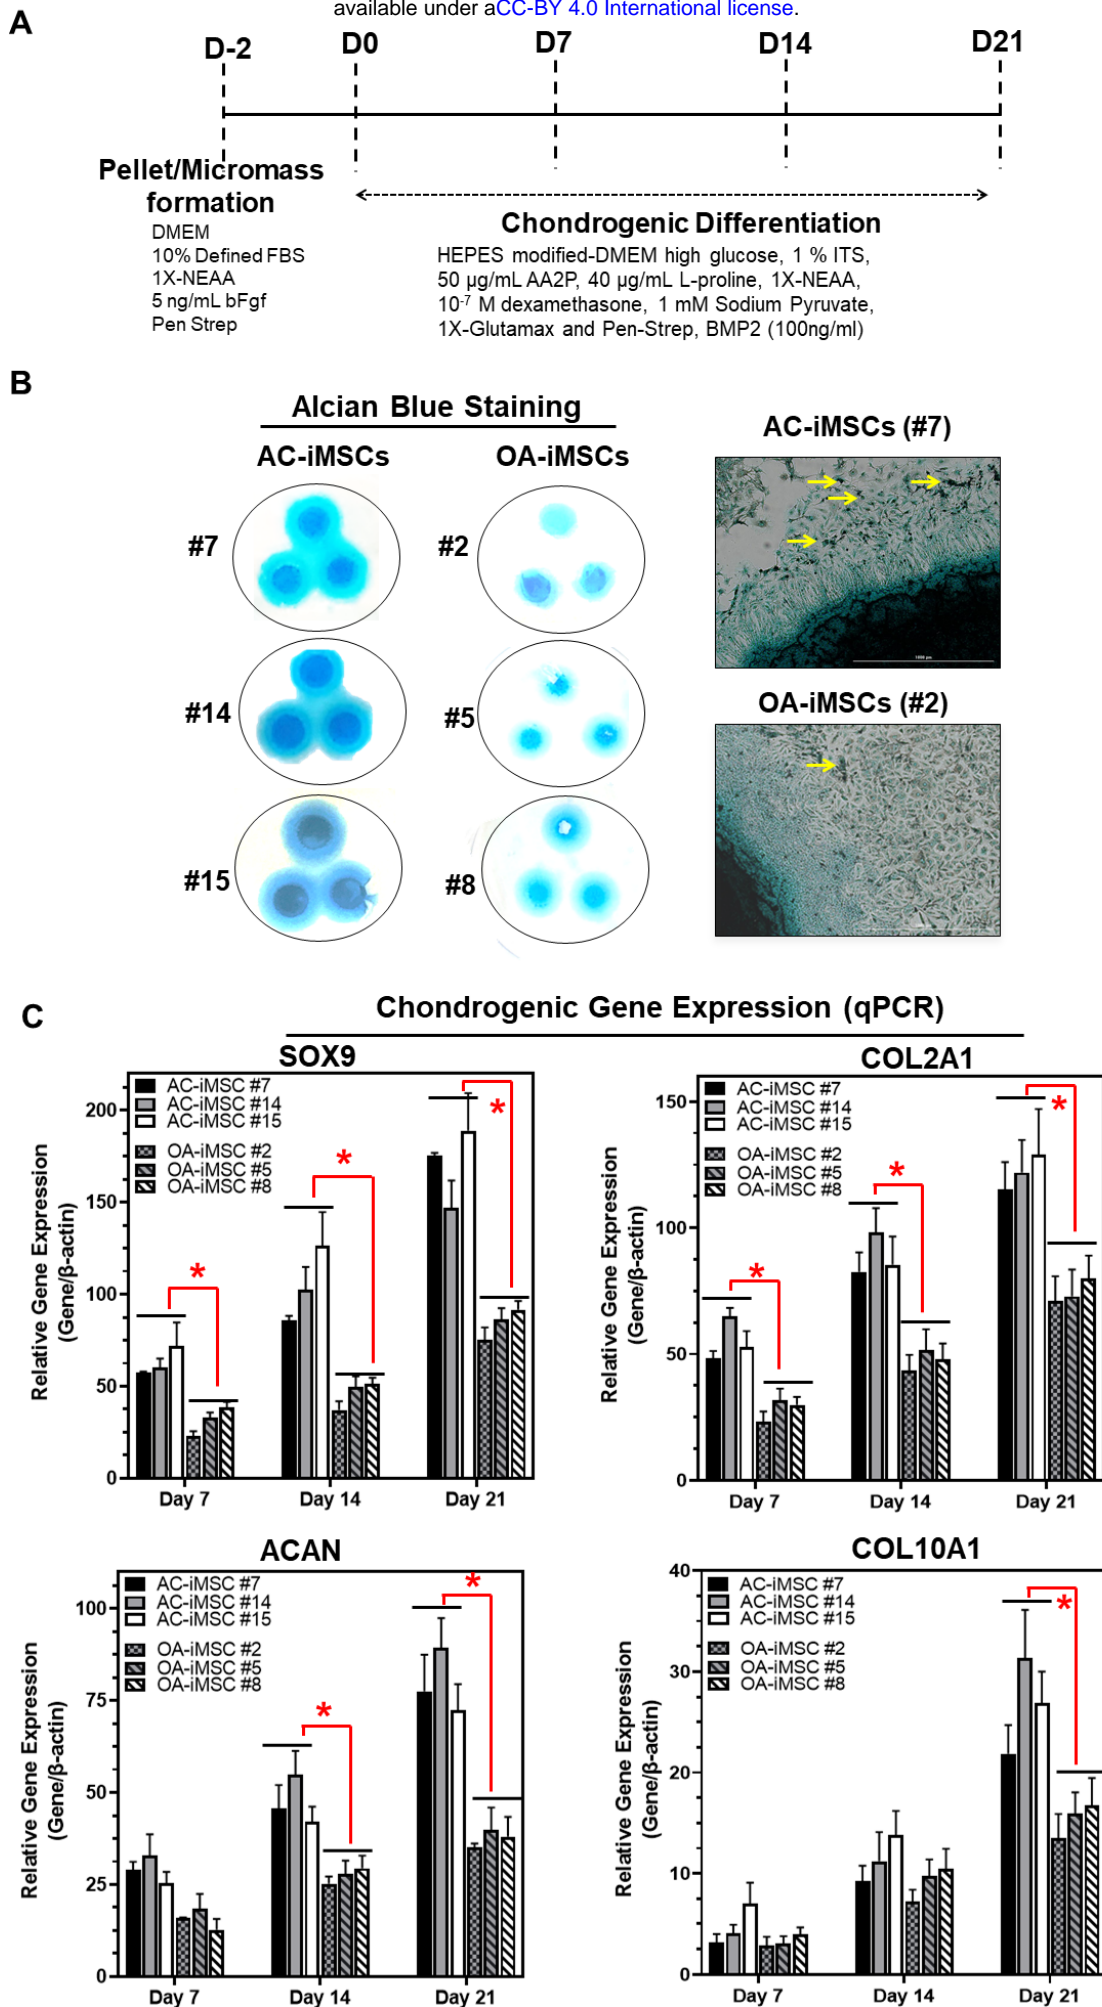 available under aCC-BY 4.0 International license.
A
D-2 D0 D7 D14 D21
Pellet/Micromass
formation
DMEM
10% Defined FBS
1X-NEAA
5 ng/mL bFgf
Pen Strep
Chondrogenic Differentiation
HEPES modified-DMEM high glucose, 1 % ITS,
50 µg/mL AA2P, 40 µg/mL L-proline, 1X-NEAA,
10-7 M dexamethasone, 1 mM Sodium Pyruvate,
1X-Glutamax and Pen-Strep, BMP2 (100ng/ml)
B
Alcian Blue Staining
AC-iMSCs OA-iMSCs
#7 #2
#14 #5
#15 #8
AC-iMSCs (#7)
OA-iMSCs (#2)
C
Chondrogenic Gene Expression (qPCR)
SOX9
AC-iMSC #7
AC-iMSC #14
AC-iMSC #15
OA-iMSC #2
OA-iMSC #5
OA-iMSC #8
Relative Gene Expression
(Gene/β-actin)
200
150
100
50
0
* * *
Day 7 Day 14 Day 21
COL2A1
AC-iMSC #7
AC-iMSC #14
AC-iMSC #15
OA-iMSC #2
OA-iMSC #5
OA-iMSC #8
Relative Gene Expression
(Gene/β-actin)
150
100
50
0
* * *
Day 7 Day 14 Day 21
ACAN
AC-iMSC #7
AC-iMSC #14
AC-iMSC #15
OA-iMSC #2
OA-iMSC #5
OA-iMSC #8
Relative Gene Expression
(Gene/β-actin)
100
75
50
25
0
* *
Day 7 Day 14 Day 21
COL10A1
AC-iMSC #7
AC-iMSC #14
AC-iMSC #15
OA-iMSC #2
OA-iMSC #5
OA-iMSC #8
Relative Gene Expression
(Gene/β-actin)
40
30
20
10
0
*
Day 7 Day 14 Day 21